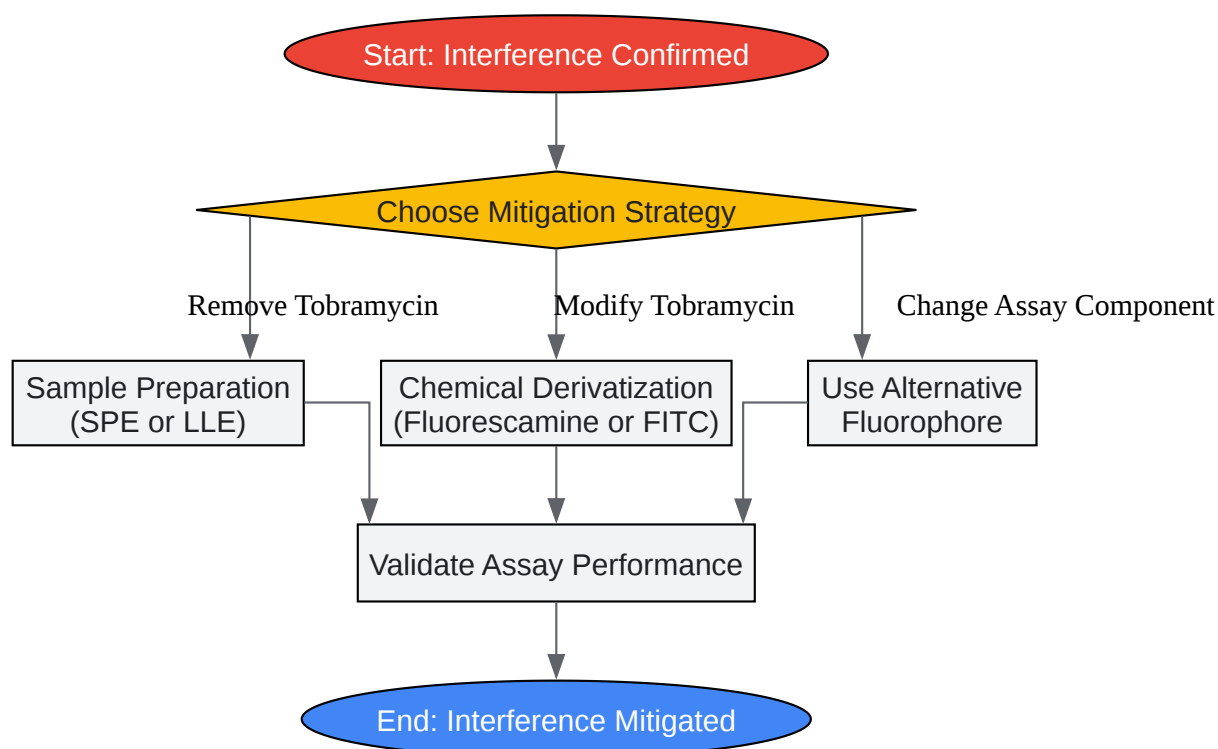 Start: Interference Confirmed
Choose Mitigation Strategy
Remove Tobramycin
Modify Tobramycin
Change Assay Component
Sample Preparation
(SPE or LLE)
Chemical Derivatization
(Fluorescamine or FITC)
Use Alternative
Fluorophore
Validate Assay Performance
End: Interference Mitigated